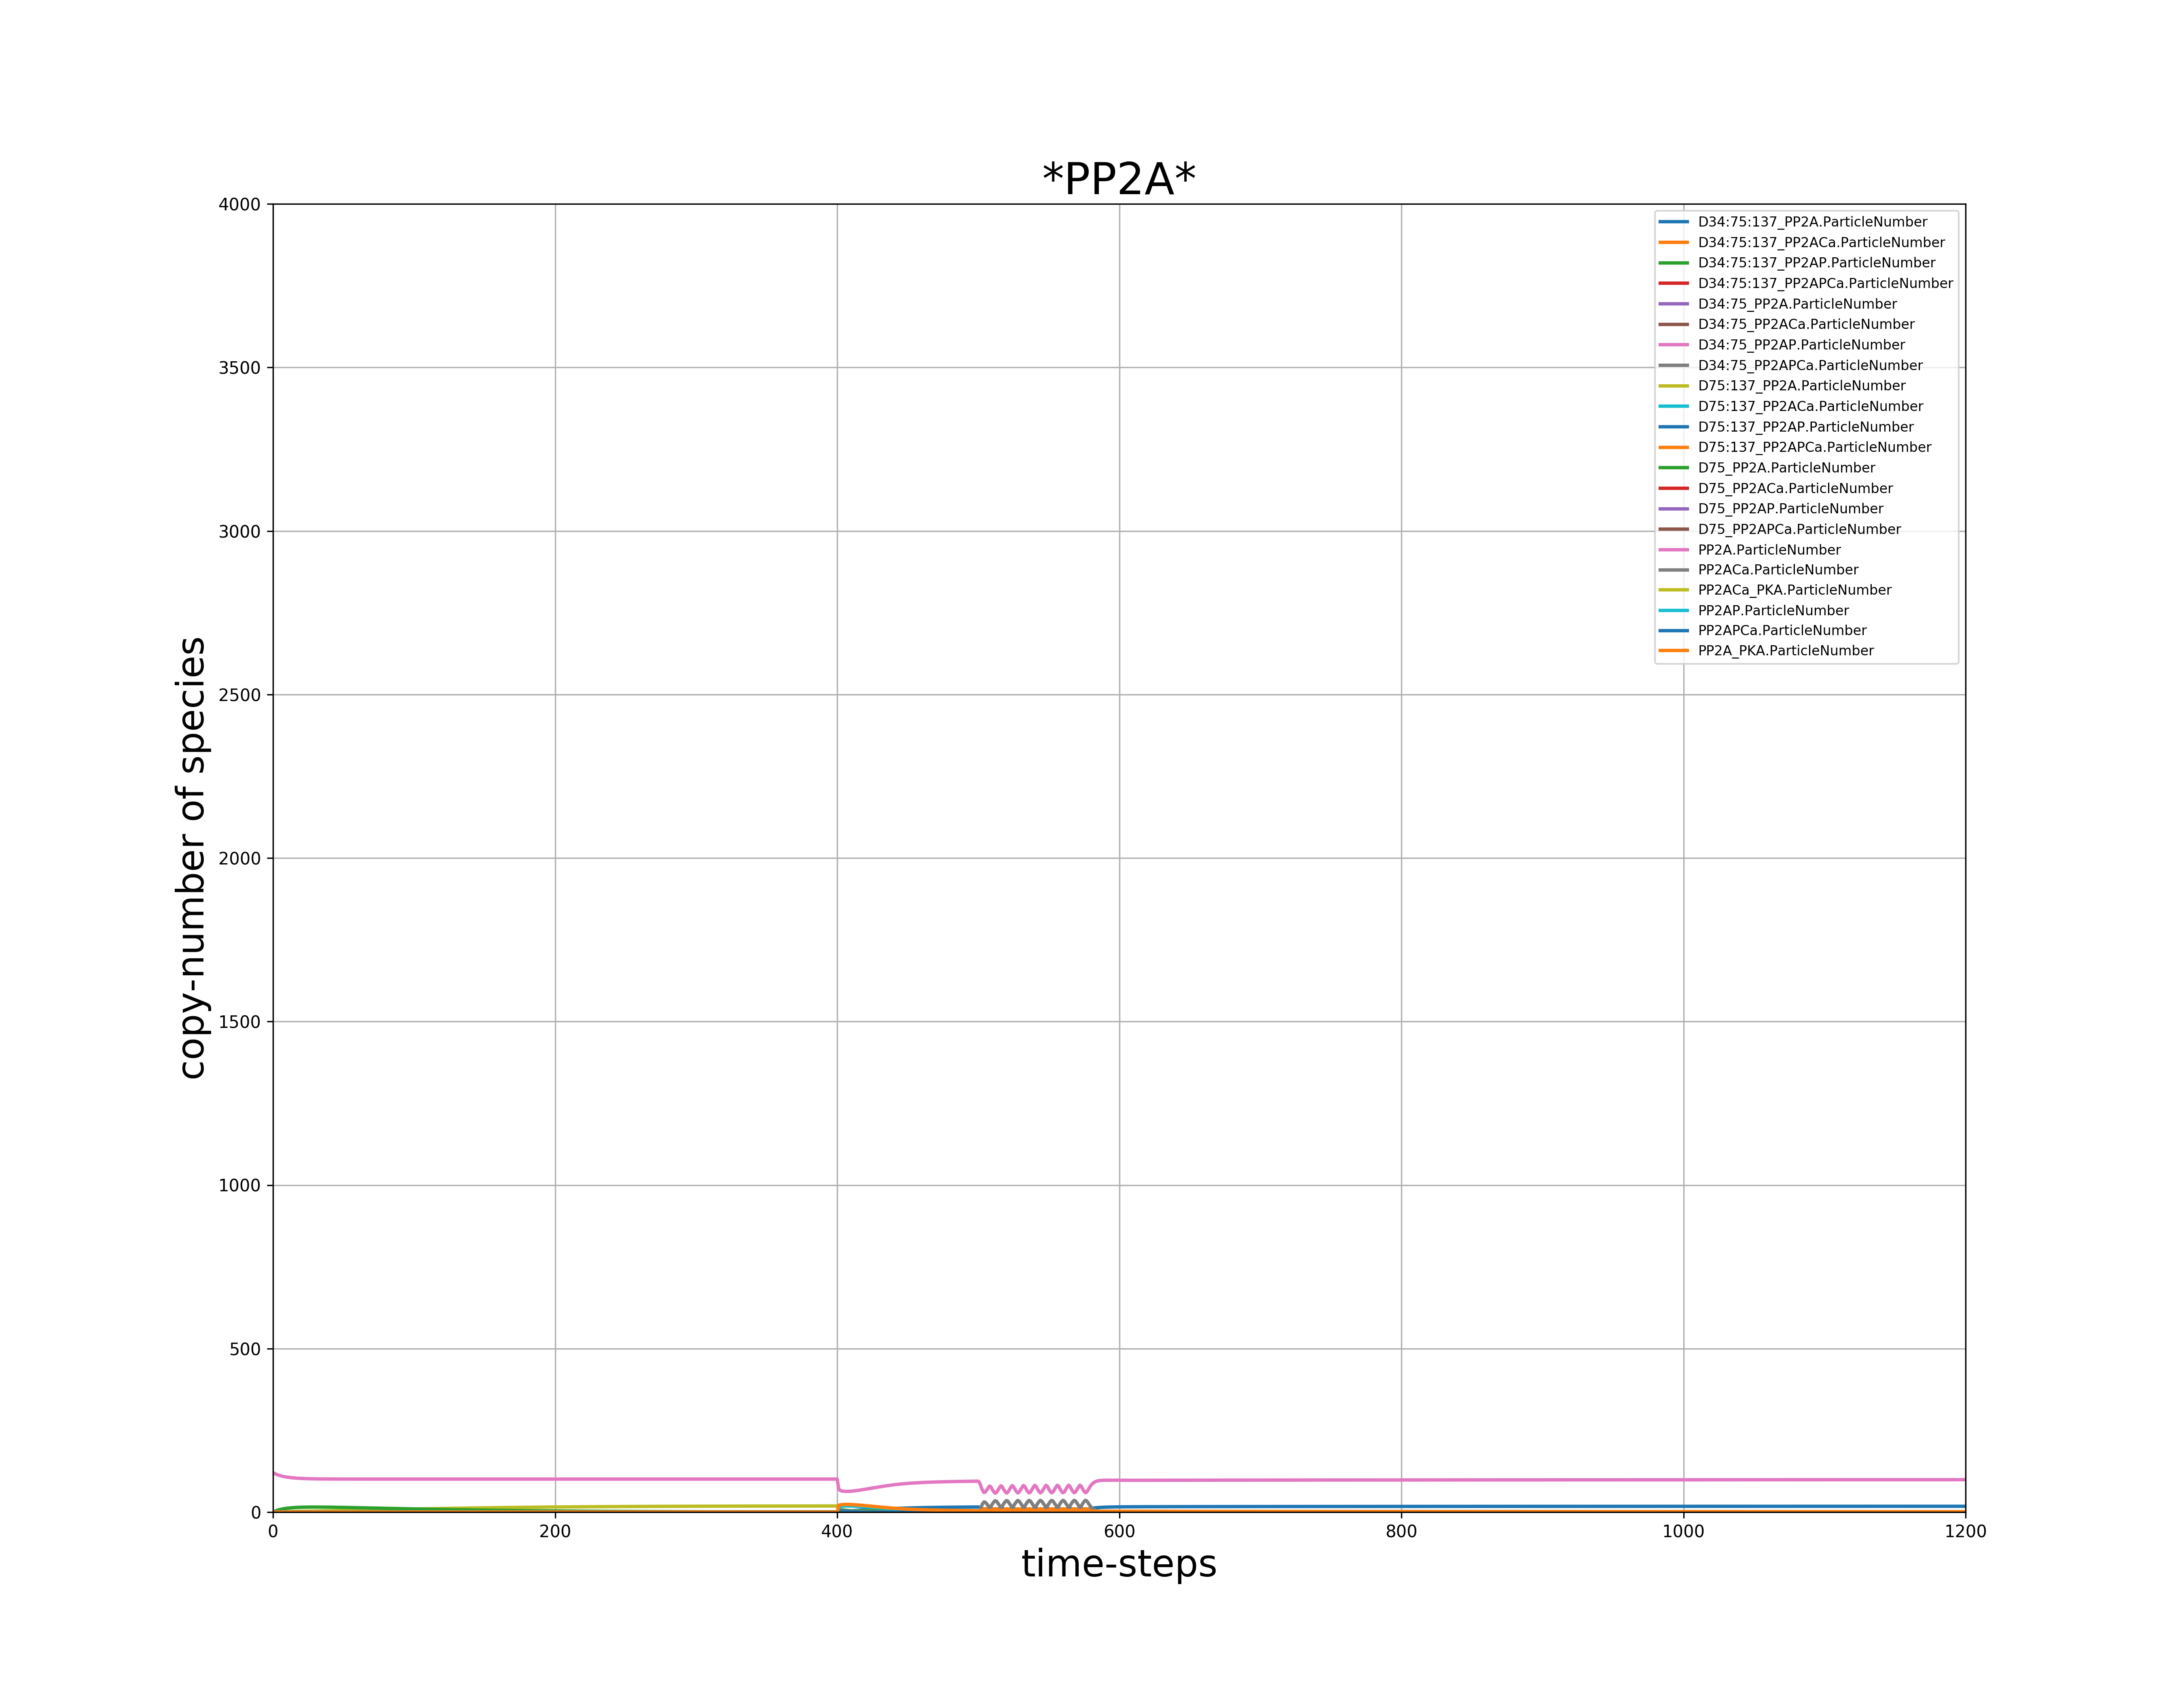 *PP2A*
4000
3500
3000
2500
2000
1500
1000
500
0
copy-number of species
D34:75:137_PP2A.ParticleNumber
D34:75:137_PP2ACa.ParticleNumber
D34:75:137_PP2AP.ParticleNumber
D34:75:137_PP2APCa.ParticleNumber
D34:75_PP2A.ParticleNumber
D34:75_PP2ACa.ParticleNumber
D34:75_PP2AP.ParticleNumber
D34:75_PP2APCa.ParticleNumber
D75:137_PP2A.ParticleNumber
D75:137_PP2ACa.ParticleNumber
D75:137_PP2AP.ParticleNumber
D75:137_PP2APCa.ParticleNumber
D75_PP2A.ParticleNumber
D75_PP2ACa.ParticleNumber
D75_PP2AP.ParticleNumber
D75_PP2APCa.ParticleNumber
PP2A.ParticleNumber
PP2ACa.ParticleNumber
PP2ACa_PKA.ParticleNumber
PP2AP.ParticleNumber
PP2APCa.ParticleNumber
PP2A_PKA.ParticleNumber
0 200 400 600 800 1000 1200
time-steps